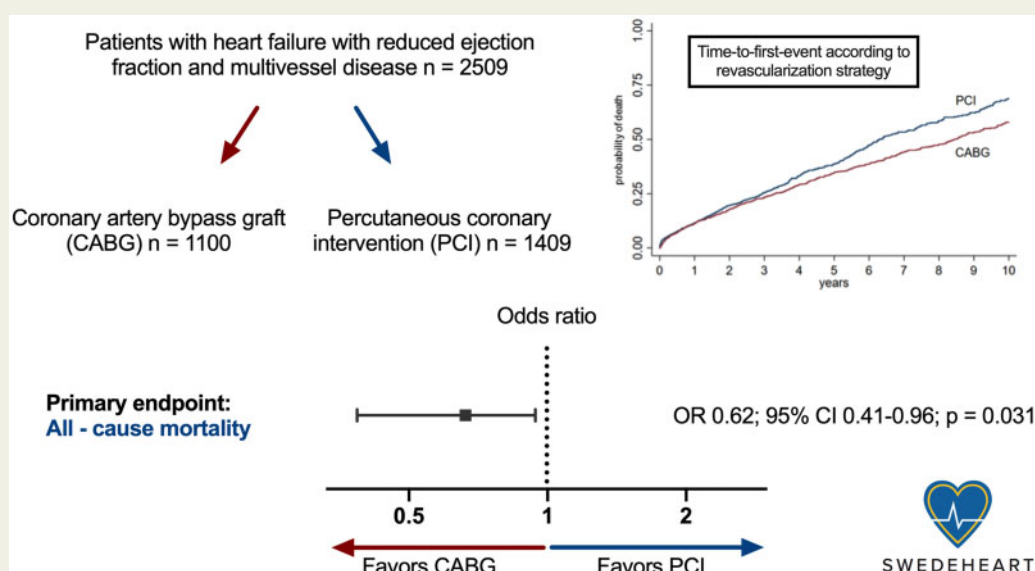 Patients with heart failure with reduced ejection
fraction and multivessel disease n = 2509
Coronary artery bypass graft
(CABG) n = 1100
Percutaneous coronary
intervention (PCI) n = 1409
Time-to-first-event according to
revascularization strategy
probability of death
1.00
0.75
0.50
0.25
0.00
PCI
CABG
0 1 2 3 4 5 6 7 8 9 10
years
Odds ratio
Primary endpoint:
All - cause mortality
OR 0.62; 95% CI 0.41-0.96; p = 0.031
0.5 1 2
Favors CABG
Favors PCI
SWEDEHEART